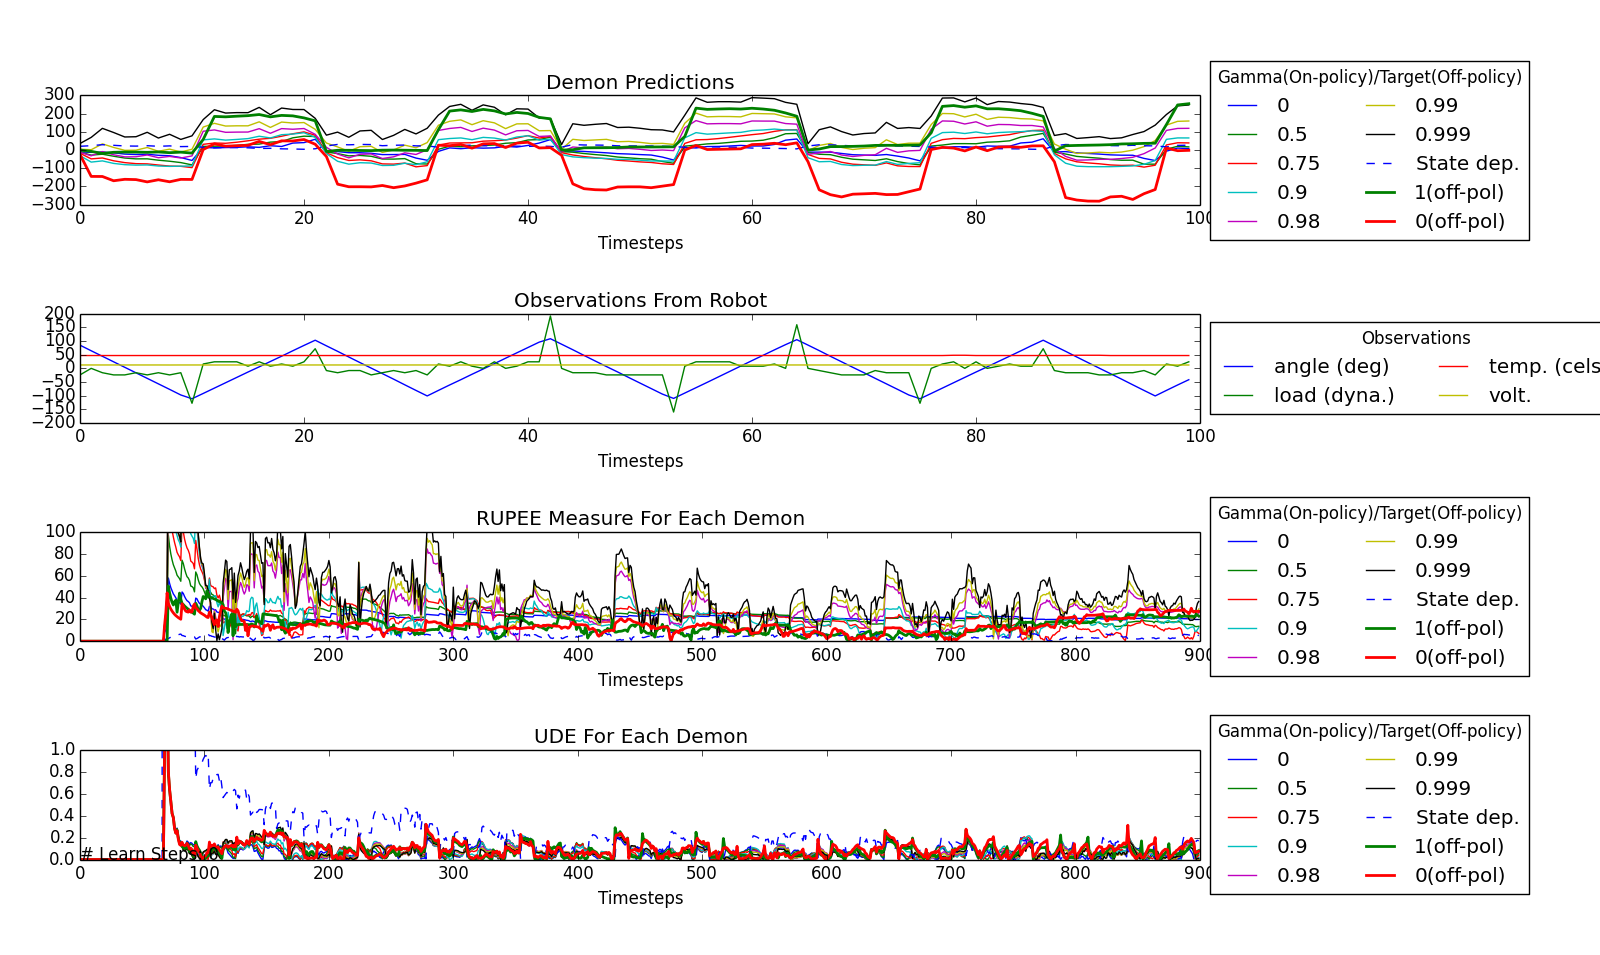 Demon Predictions
300
200
100
0
−100
−200
−300
0 20 40 60 80 100
Timesteps
Gamma(On-policy)/Target(Off-policy)
0 0.99
0.5 0.999
0.75 State dep.
0.9 1(off-pol)
0.98 0(off-pol)
Observations From Robot
200
150
100
50
0
−50
−100
−150
−200
0 20 40 60 80 100
Timesteps
Observations
angle (deg) temp. (cels
load (dyna.) volt.
RUPEE Measure For Each Demon
100
80
60
40
20
0
0 100 200 300 400 500 600 700 800 900
Timesteps
Gamma(On-policy)/Target(Off-policy)
0 0.99
0.5 0.999
0.75 State dep.
0.9 1(off-pol)
0.98 0(off-pol)
UDE For Each Demon
1.0
0.8
0.6
0.4
0.2
0.0
# Learn Steps:
0 100 200 300 400 500 600 700 800 900
Timesteps
Gamma(On-policy)/Target(Off-policy)
0 0.99
0.5 0.999
0.75 State dep.
0.9 1(off-pol)
0.98 0(off-pol)